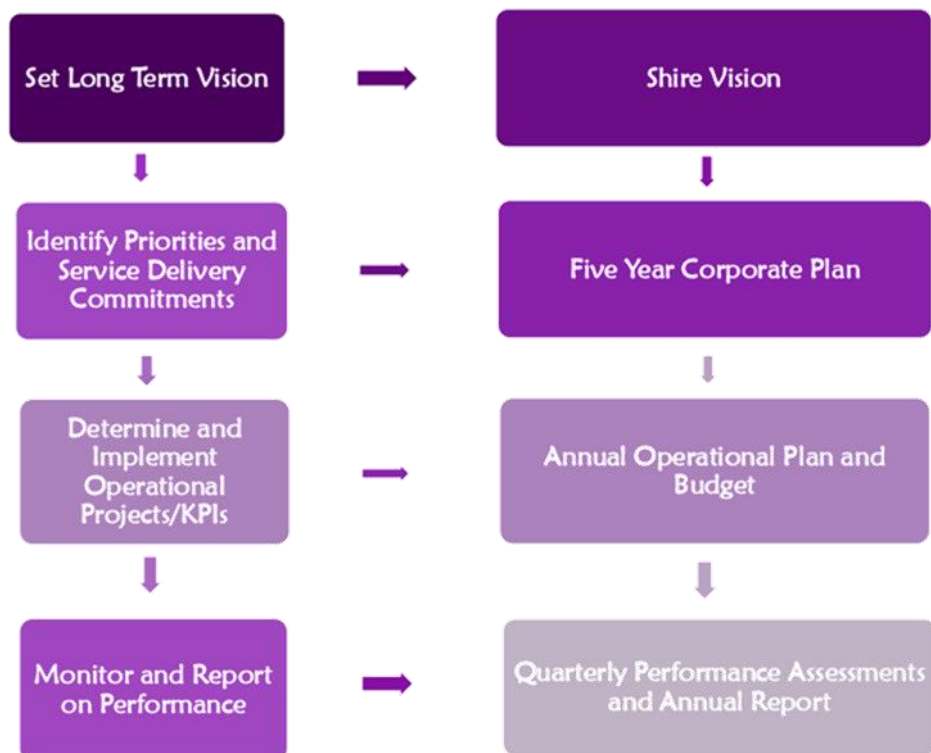 Set Long Term Vision
Shire Vision
Identify Priorities and
Service Delivery
Commitments
Five Year Corporate Plan
Determine and
Implement
Operational
Projects/KPIs
Annual Operational Plan and
Budget
Monitor and Report
on Performance
Quarterly Performance Assessments
and Annual Report